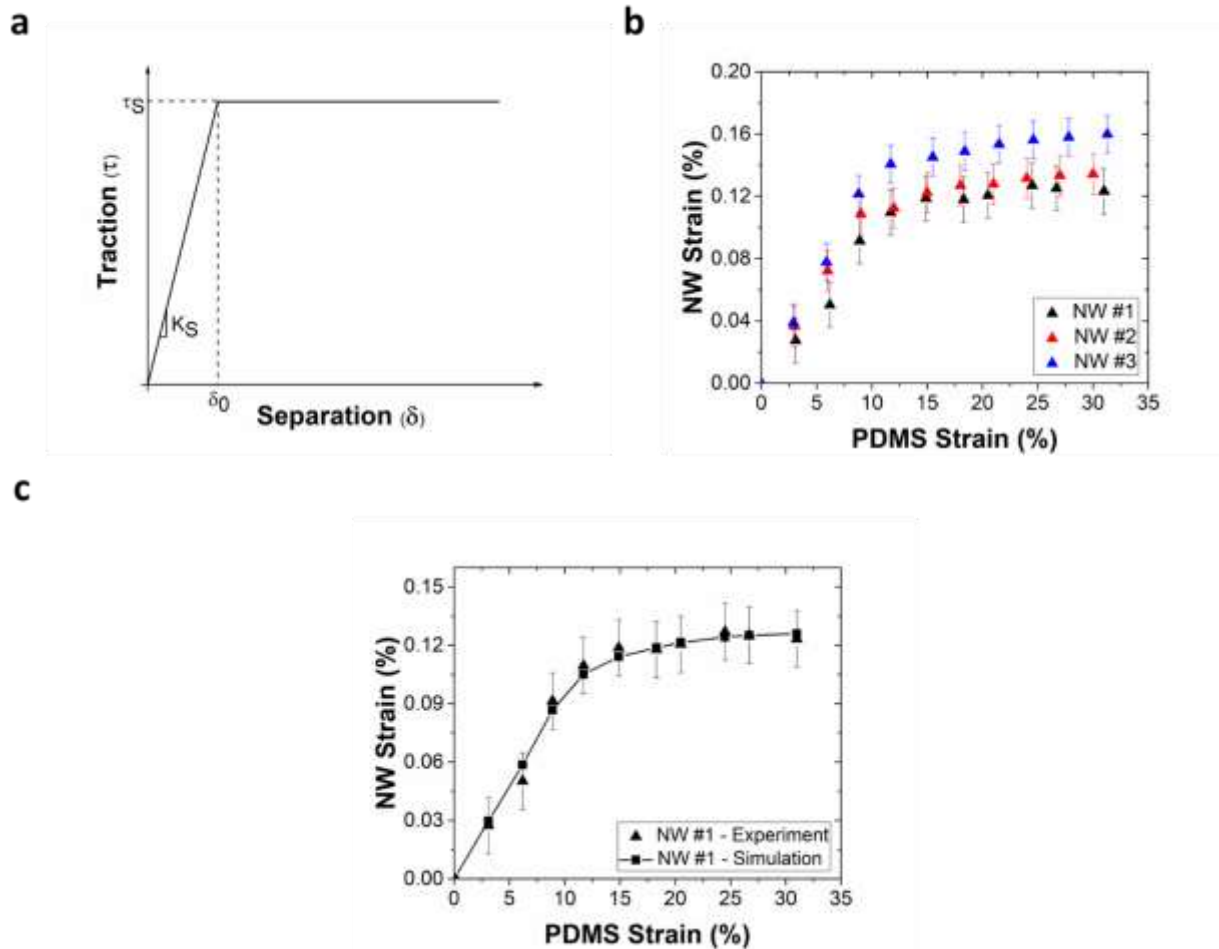 a
τS
Traction (τ)
KS
δ0
Separation (δ)
b
0.20
0.16
0.12
0.08
0.04
0.00
NW Strain (%)
NW #1
NW #2
NW #3
0 5 10 15 20 25 30 35
PDMS Strain (%)
c
0.15
0.12
0.09
0.06
0.03
0.00
NW Strain (%)
NW #1 - Experiment
NW #1 - Simulation
0 5 10 15 20 25 30 35
PDMS Strain (%)